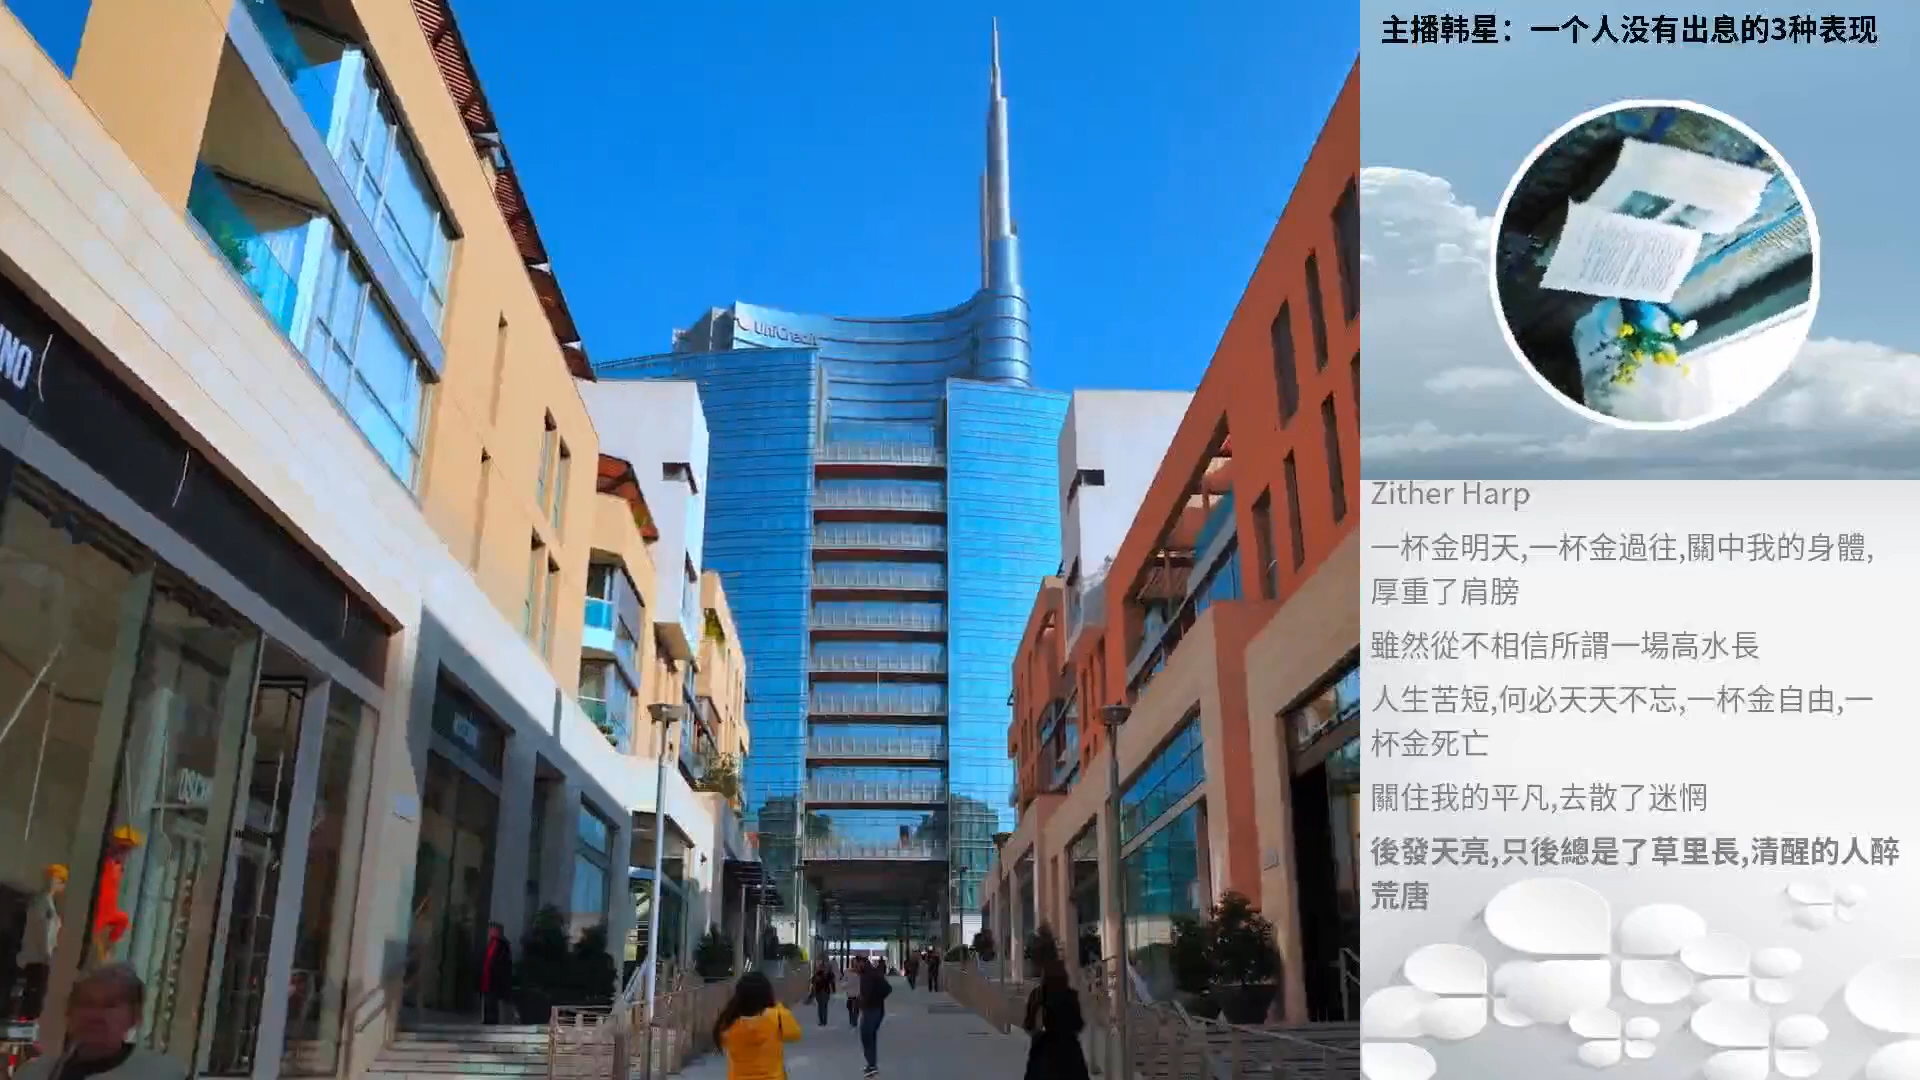 UniCredit
主播韩星：一个人没有出息的3种表现
Zither Harp
一杯金明天,一杯金過往,關中我的身體,
厚重了肩膀
雖然從不相信所謂一場高水長
人生苦短,何必天天不忘,一杯金自由,一
杯金死亡
關住我的平凡,去散了迷惘
後發天亮,只後總是了草里長,清醒的人醉
荒唐